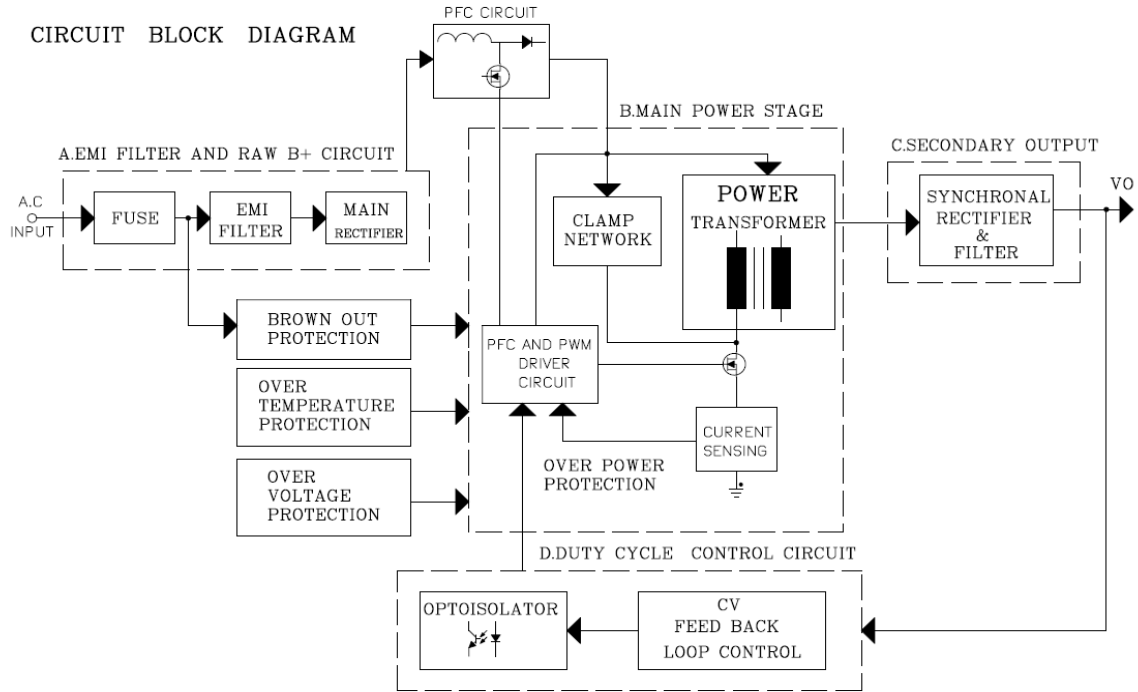 CIRCUIT BLOCK DIAGRAM
PFC CIRCUIT
B.MAIN POWER STAGE
A.EMI FILTER AND RAW B+ CIRCUIT
C.SECONDARY OUTPUT
A.C
INPUT
FUSE
EMI
FILTER
MAIN
RECTIFIER
CLAMP
NETWORK
POWER
TRANSFORMER
SYNCHRONAL
RECTIFIER
&
FILTER
VO
BROWN OUT
PROTECTION
PFC AND PWM
DRIVER
CIRCUIT
OVER
TEMPERATURE
PROTECTION
CURRENT
SENSING
OVER POWER
PROTECTION
OVER
VOLTAGE
PROTECTION
D.DUTY CYCLE CONTROL CIRCUIT
OPTOISOLATOR
CV
FEED BACK
LOOP CONTROL